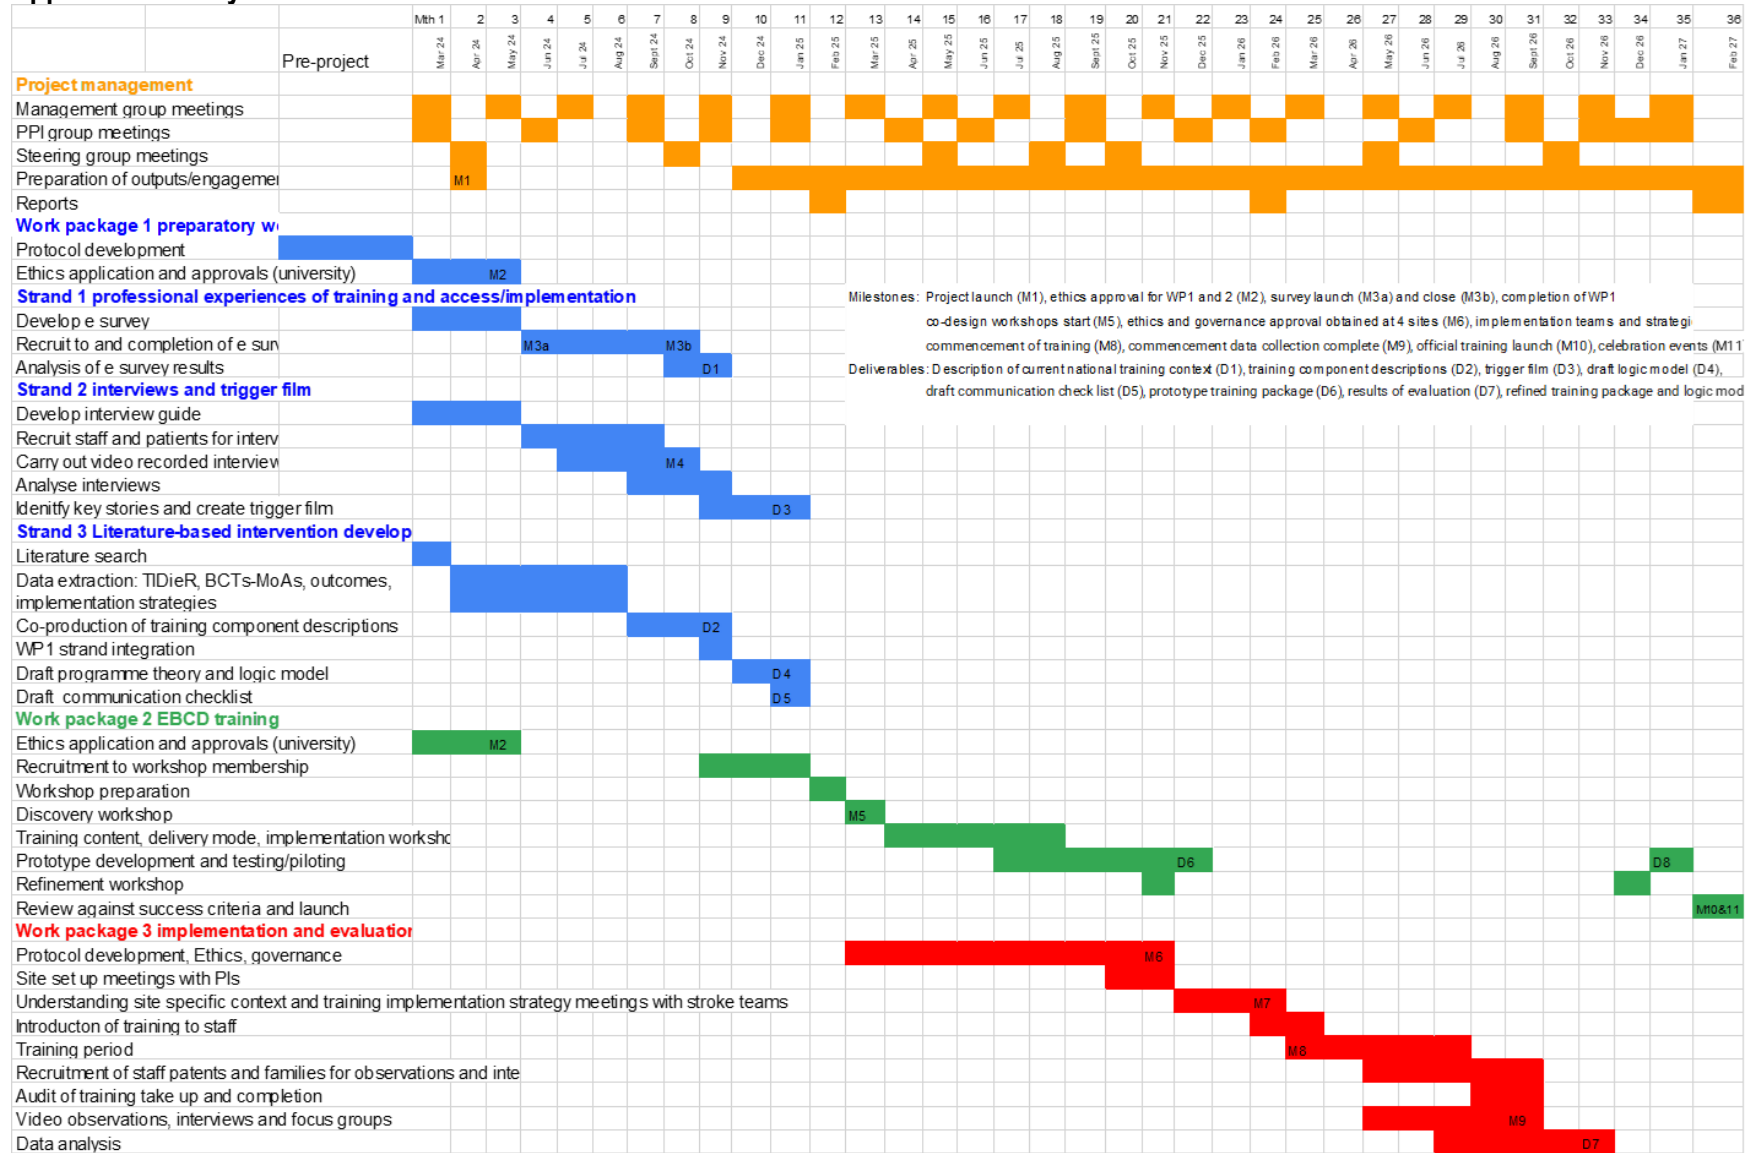 Mth 1 2 3 4 5 6 7 8 9 10 11 12 13 14 15 16 17 18 19 20 21 22 23 24 25 26 27 28 29 30 31 32 33 34 35 36
Pre-project Mar 24 Apr 24 May 24 Jun 24 Jul 24 Aug 24 Sept 24 Oct 24 Nov 24 Dec 24 Jan 25 Feb 25 Mar 25 Apr 25 May 25 Jun 25 Jul 25 Aug 25 Sept 25 Oct 25 Nov 25 Dec 25 Jan 26 Feb 26 Mar 26 Apr 26 May 26 Jun 26 Jul 26 Aug 26 Sept 26 Oct 26 Nov 26 Dec 26 Jan 27 Feb 27
Project management
Management group meetings
PPI group meetings
Steering group meetings
Preparation of outputs/engagemen M1
Reports
Work package 1 preparatory w
Protocol development
Ethics application and approvals (university) M2
Strand 1 professional experiences of training and access/implementation
Milestones: Project launch (M1), ethics approval for WP1 and 2 (M2), survey launch (M3a) and close (M3b), completion of WP1
Develop e survey
co-design workshops start (M5), ethics and governance approval obtained at 4 sites (M6), implementation teams and strategi
Recruit to and completion of e surv M3a M3b
commencement of training (M8), commencement data collection complete (M9), official training launch (M10), celebration events (M11
Analysis of e survey results D1
Deliverables: Description of current national training context (D1), training component descriptions (D2), trigger film (D3), draft logic model (D4),
Strand 2 interviews and trigger film
draft communication check list (D5), prototype training package (D6), results of evaluation (D7), refined training package and logic mod
Develop interview guide
Recruit staff and patients for interv
Carry out video recorded interview M4
Analyse interviews
Idenitfy key stories and create trigger film D3
Strand 3 Literature-based intervention develop
Literature search
Data extraction: TIDieR, BCTs-MoAs, outcomes,
implementation strategies
Co-production of training component descriptions D2
WP1 strand integration
Draft programme theory and logic model D4
Draft communication checklist D5
Work package 2 EBCD training
Ethics application and approvals (university) M2
Recruitment to workshop membership
Workshop preparation
Discovery workshop M5
Training content, delivery mode, implementation worksho
Prototype development and testing/piloting D6 D8
Refinement workshop
Review against success criteria and launch M10&11
Work package 3 implementation and evaluation
Protocol development, Ethics, governance M6
Site set up meetings with PIs
Understanding site specific context and training implementation strategy meetings with stroke teams M7
Introducton of training to staff
Training period M8
Recruitment of staff patents and families for observations and inte
Audit of training take up and completion
Video observations, interviews and focus groups M9
Data analysis D7